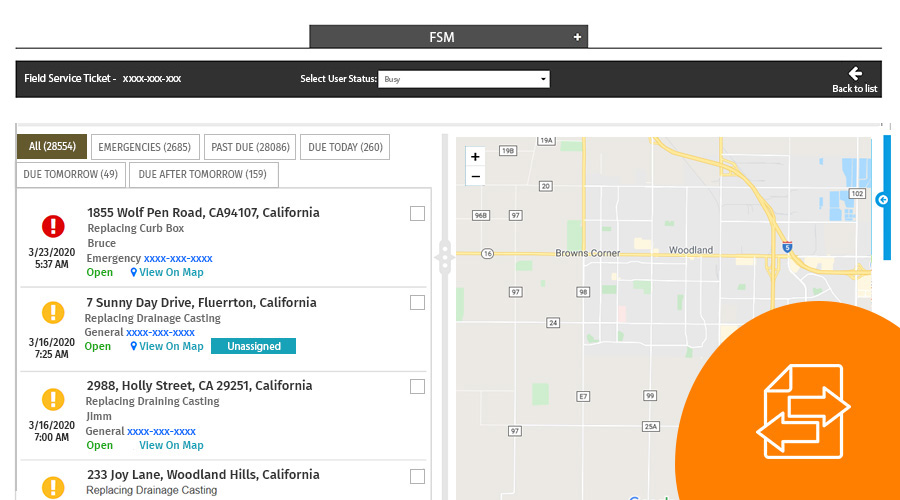 FSM +
Field Service Ticket - xxxx-xxx-xxx
Select User Status: Busy
Back to list
All (28554) EMERGENCIES (2685) PAST DUE (28086) DUE TODAY (260)
DUE TOMORROW (49) DUE AFTER TOMORROW (159)
1855 Wolf Pen Road, CA94107, California
Replacing Curb Box
Bruce
3/23/2020
5:37 AM
Emergency xxxx-xxx-xxxx
Open View On Map
7 Sunny Day Drive, Fluerrton, California
Replacing Drainage Casting
General xxxx-xxx-xxxx
3/16/2020
7:25 AM
Open View On Map Unassigned
2988, Holly Street, CA 29251, California
Replacing Draining Casting
Jimm
3/16/2020
7:00 AM
General xxxx-xxx-xxxx
Open View On Map
233 Joy Lane, Woodland Hills, California
Replacing Drainage Casting
+
−
19A
19B
20
102
96B 97
5
16 Browns Corner Woodland
97 98
24
E7 99
97 25A